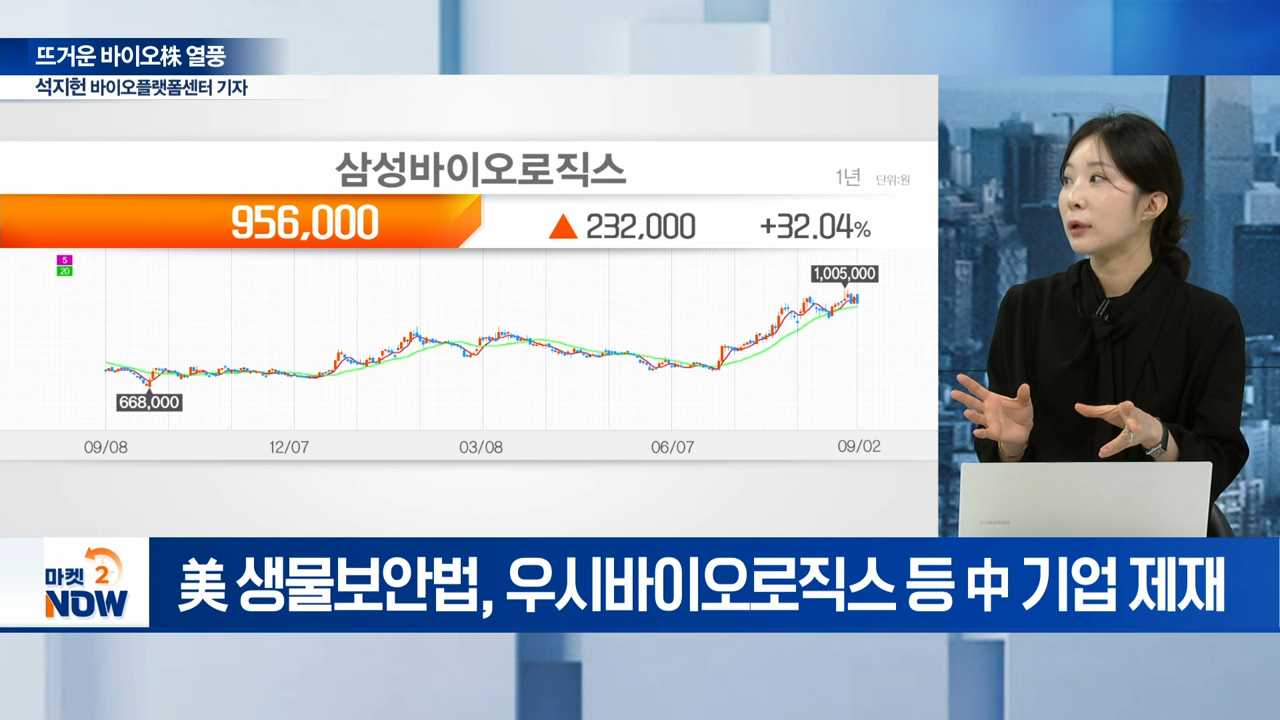 뜨거운 바이오株 열풍
석지헌 바이오플랫폼센터 기자
삼성바이오로직스
1년 단위:원
956,000 ▲ 232,000 +32.04%
5
20
1,005,000
668,000
09/08 12/07 03/08 06/07 09/02
마켓 2
NOW
美 생물보안법, 우시바이오로직스 등 中 기업 제재